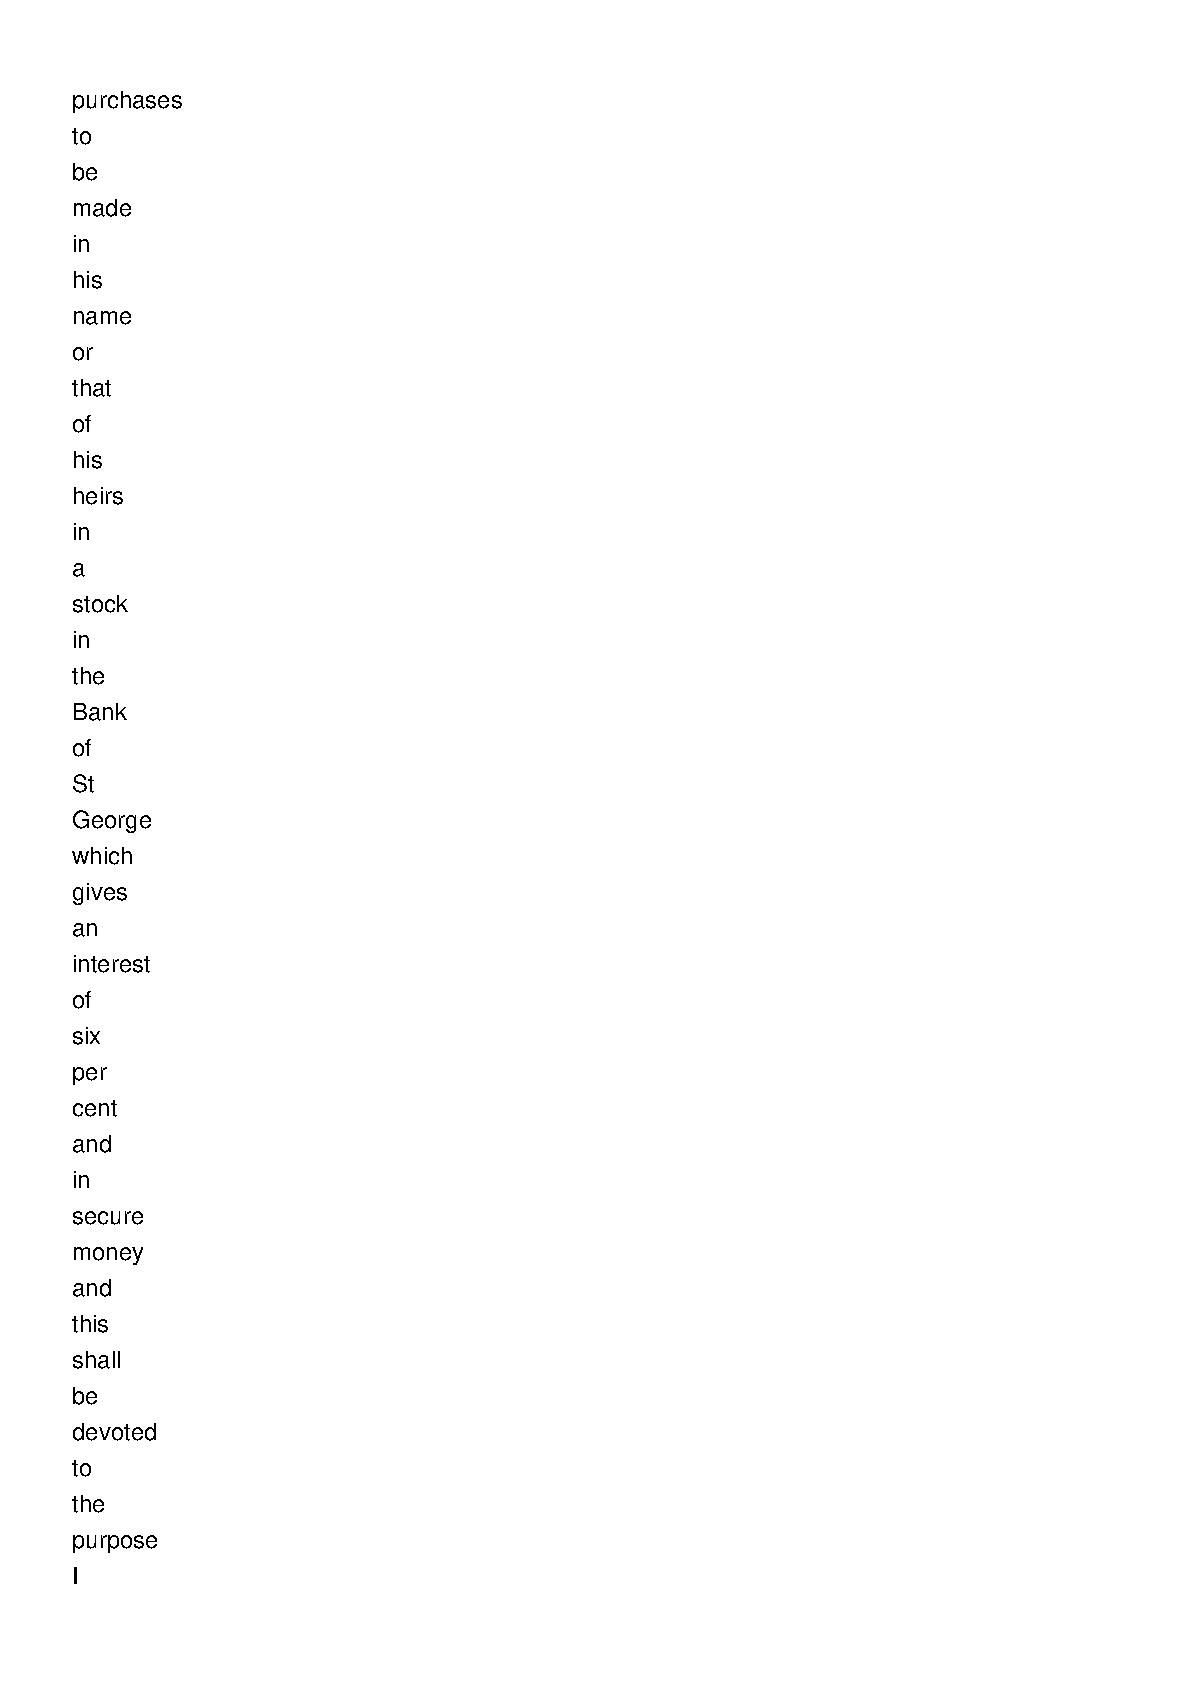 purchases
to
be
made
in
his
name
or
that
of
his
heirs
in
a
stock
in
the
Bank
of
St
George
which
gives
an
interest
of
six
per
cent
and
in
secure
money
and
this
shall
be
devoted
to
the
purpose
I